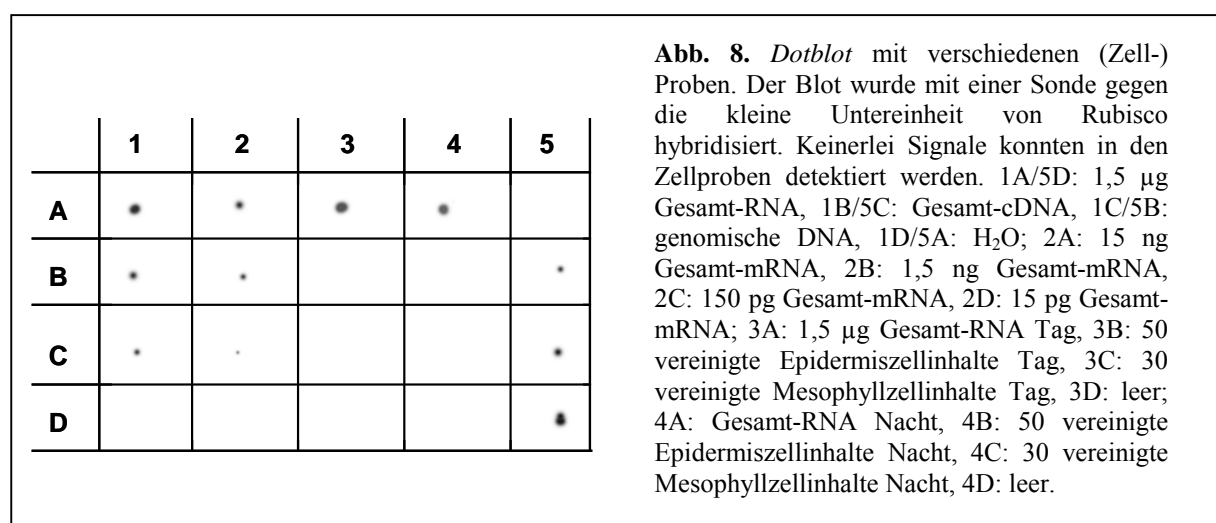 1 2 3 4 5
A
B
C
D
Abb. 8. Dotblot mit verschiedenen (Zell-)
Proben. Der Blot wurde mit einer Sonde gegen
die kleine Untereinheit von Rubisco
hybridisiert. Keinerlei Signale konnten in den
Zellproben detektiert werden. 1A/5D: 1,5 µg
Gesamt-RNA, 1B/5C: Gesamt-cDNA, 1C/5B:
genomische DNA, 1D/5A: H₂O; 2A: 15 ng
Gesamt-mRNA, 2B: 1,5 ng Gesamt-mRNA,
2C: 150 pg Gesamt-mRNA, 2D: 15 pg Gesamt-
mRNA; 3A: 1,5 µg Gesamt-RNA Tag, 3B: 50
vereinigte Epidermiszellinhalte Tag, 3C: 30
vereinigte Mesophyllzellinhalte Tag, 3D: leer;
4A: Gesamt-RNA Nacht, 4B: 50 vereinigte
Epidermiszellinhalte Nacht, 4C: 30 vereinigte
Mesophyllzellinhalte Nacht, 4D: leer.